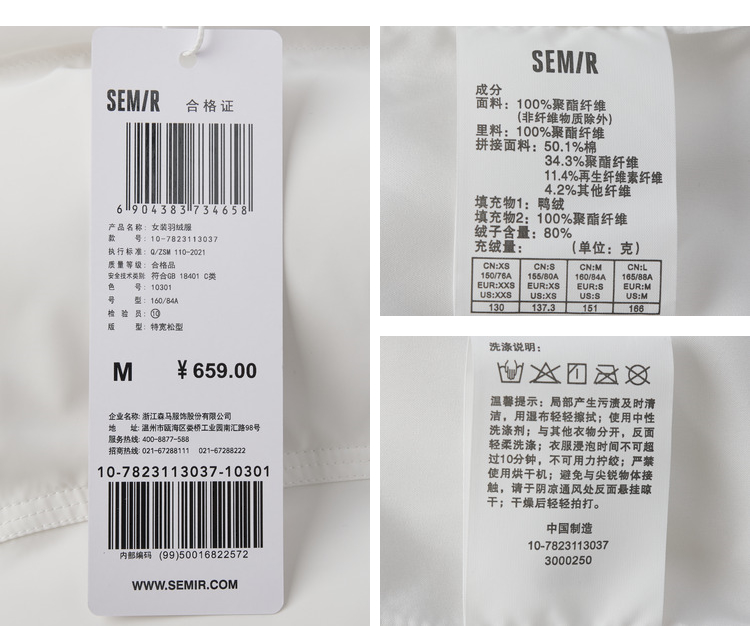 SEMIR
合格证
6 904383 734658
产品名称: 女装羽绒服
款 号: 10-7823113037
执行标准: Q/ZSM 110-2021
质量等级: 合格品
安全技术类别: 符合GB 18401 C类
色 号: 10301
号 型: 160/84A
检 验 员: ⑩
版 型: 特宽松型
M ¥ 659.00
企业名称: 浙江森马服饰股份有限公司
地 址: 温州市瓯海区娄桥工业园南汇路98号
服务热线: 400-8877-588
招商热线: 021-67288111 021-67288222
10-7823113037-10301
内部编码 (99)50016822572
WWW.SEMIR.COM
SEMIR
成分
面料: 100%聚酯纤维
(非纤维物质除外)
里料: 100%聚酯纤维
拼接面料: 50.1%棉
34.3%聚酯纤维
11.4%再生纤维素纤维
4.2%其他纤维
填充物1: 鸭绒
填充物2: 100%聚酯纤维
绒子含量: 80%
充绒量: (单位: 克)
CN:XS CN:S CN:M CN:L
150/76A 155/80A 160/84A 165/88A
EUR:XXS EUR:XS EUR:S EUR:M
US:XXS US:XS US:S US:M
130 137.3 151 166
洗涤说明:
温馨提示: 局部产生污渍及时清
洁, 用湿布轻轻擦拭; 使用中性
洗涤剂; 与其他衣物分开, 反面
轻柔洗涤; 衣服浸泡时间不可超
过10分钟, 不可用力拧绞; 严禁
使用烘干机; 避免与尖锐物体接
触, 请于阴凉通风处反面悬挂晾
干; 干燥后轻轻拍打。
中国制造
10-7823113037
3000250